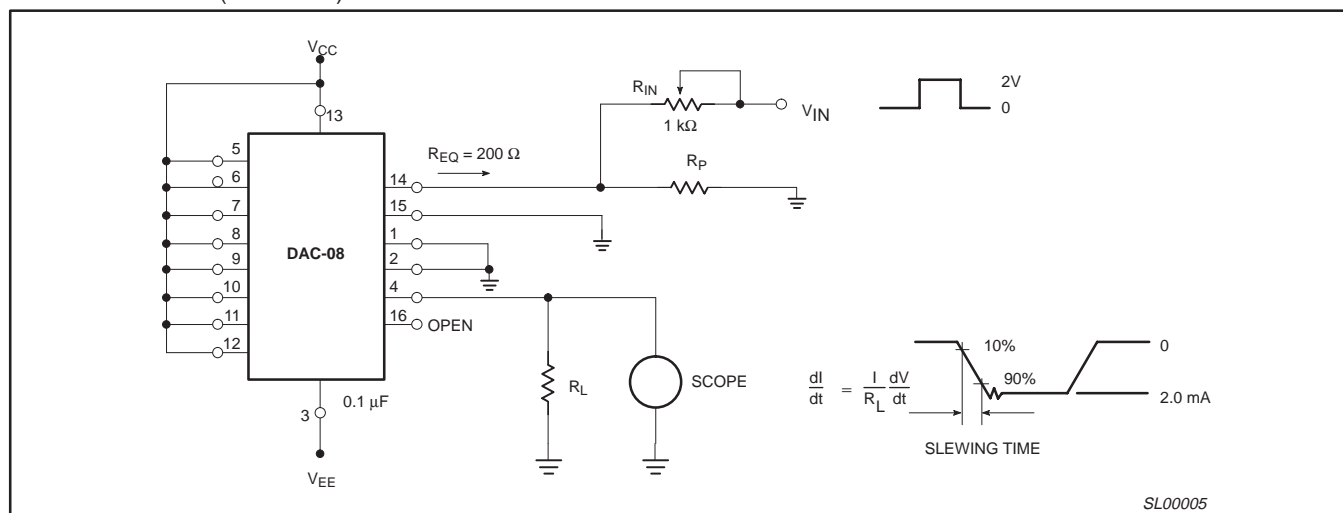 VCC
13
5
6
7
8
9
10
11
12
DAC-08
14
15
1
2
4
16
OPEN
REQ = 200 Ω
RIN
1 kΩ
VIN
2V
0
RP
RL
SCOPE
0.1 μF
3
VEE
dI/dt = I/RL dV/dt
10%
90%
0
2.0 mA
SLEWING TIME
SL00005